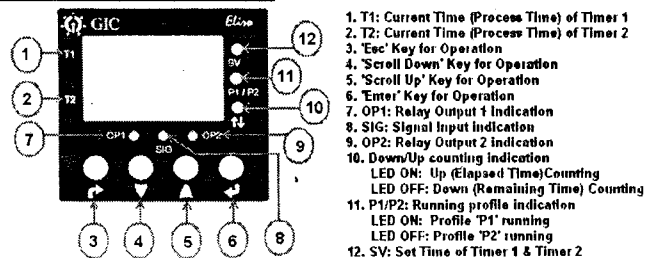 GIC Elise
12
1
T1
SV
11
P1 / P2
2
T2
10
7
OP1
OP2
9
SIG
3
4
5
6
8
1. T1: Current Time (Process Time) of Timer 1
2. T2: Current Time (Process Time) of Timer 2
3. 'Esc' Key for Operation
4. 'Scroll Down' Key for Operation
5. 'Scroll Up' Key for Operation
6. 'Enter' Key for Operation
7. OP1: Relay Output 1 Indication
8. SIG: Signal Input indication
9. OP2: Relay Output 2 indication
10. Down/Up counting indication
LED ON: Up (Elapsed Time)Counting
LED OFF: Down (Remaining Time) Counting
11. P1/P2: Running profile indication
LED ON: Profile 'P1' running
LED OFF: Profile 'P2' running
12. SV: Set Time of Timer 1 & Timer 2